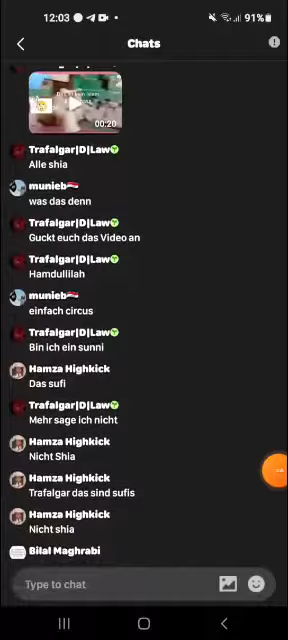 12:03
91%
Chats
00:20
Trafalgar|D|Law
Alle shia
munieb
was das denn
Trafalgar|D|Law
Guckt euch das Video an
Trafalgar|D|Law
Hamdullilah
munieb
einfach circus
Trafalgar|D|Law
Bin ich ein sunni
Hamza Highkick
Das sufi
Trafalgar|D|Law
Mehr sage ich nicht
Hamza Highkick
Nicht Shia
Hamza Highkick
Trafalgar das sind sufis
Hamza Highkick
Nicht shia
Bilal Maghrabi
Type to chat